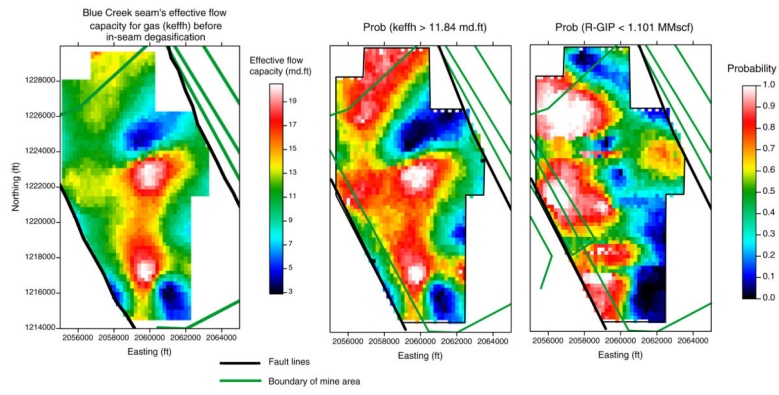 Blue Creek seam's effective flow
capacity for gas (keffh) before
in-seam degasification
Prob (keffh > 11.84 md.ft)
Prob (R-GIP < 1.101 MMscf)
Effective flow
capacity (md.ft)
Probability
1228000
1226000
1224000
1222000
1220000
1218000
1216000
1214000
Northing (ft)
19
17
15
13
11
9
7
5
3
1.0
0.9
0.8
0.7
0.6
0.5
0.4
0.3
0.2
0.1
0.0
2056000 2058000 2060000 2062000 2064000
2056000 2058000 2060000 2062000 2064000
2056000 2058000 2060000 2062000 2064000
Easting (ft)
Easting (ft)
Easting (ft)
Fault lines
Boundary of mine area